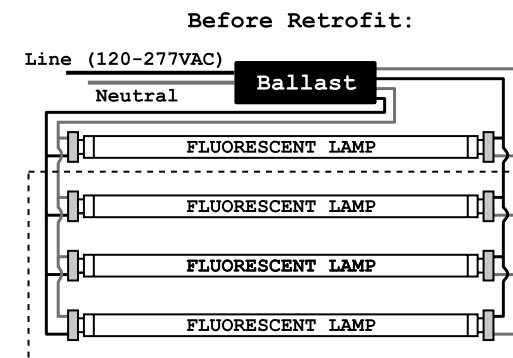 Before Retrofit:
Line (120-277VAC)
Ballast
Neutral
FLUORESCENT LAMP
FLUORESCENT LAMP
FLUORESCENT LAMP
FLUORESCENT LAMP